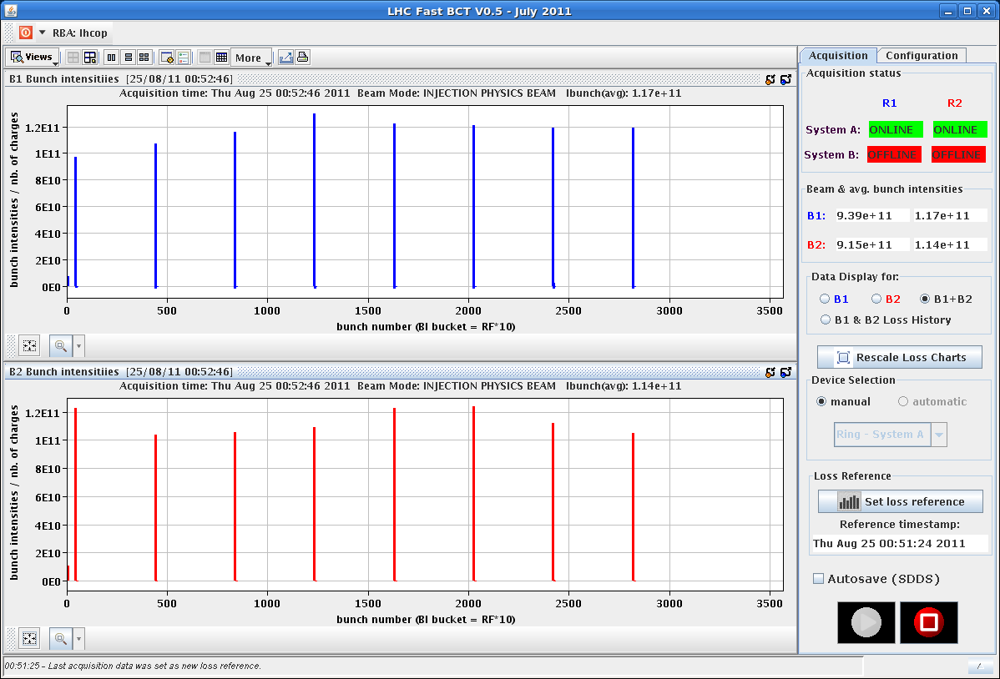 LHC Fast BCT V0.5 - July 2011
RBA: lhcop
Views
More
B1 Bunch intensitiies [25/08/11 00:52:46]
Acquisition time: Thu Aug 25 00:52:46 2011 Beam Mode: INJECTION PHYSICS BEAM Ibunch(avg): 1.17e+11
bunch intensities / nb. of charges
1.2E11
1E11
8E10
6E10
4E10
2E10
0E0
0 500 1000 1500 2000 2500 3000 3500
bunch number (BI bucket = RF*10)
B2 Bunch intensitiies [25/08/11 00:52:46]
Acquisition time: Thu Aug 25 00:52:46 2011 Beam Mode: INJECTION PHYSICS BEAM Ibunch(avg): 1.14e+11
bunch intensities / nb. of charges
1.2E11
1E11
8E10
6E10
4E10
2E10
0E0
0 500 1000 1500 2000 2500 3000 3500
bunch number (BI bucket = RF*10)
Acquisition Configuration
Acquisition status
R1 R2
System A: ONLINE ONLINE
System B: OFFLINE OFFLINE
Beam & avg. bunch intensities
B1: 9.39e+11 1.17e+11
B2: 9.15e+11 1.14e+11
Data Display for:
B1 B2 B1+B2
B1 & B2 Loss History
Rescale Loss Charts
Device Selection
manual automatic
Ring - System A
Loss Reference
Set loss reference
Reference timestamp:
Thu Aug 25 00:51:24 2011
Autosave (SDDS)
00:51:25 - Last acquisition data was set as new loss reference.